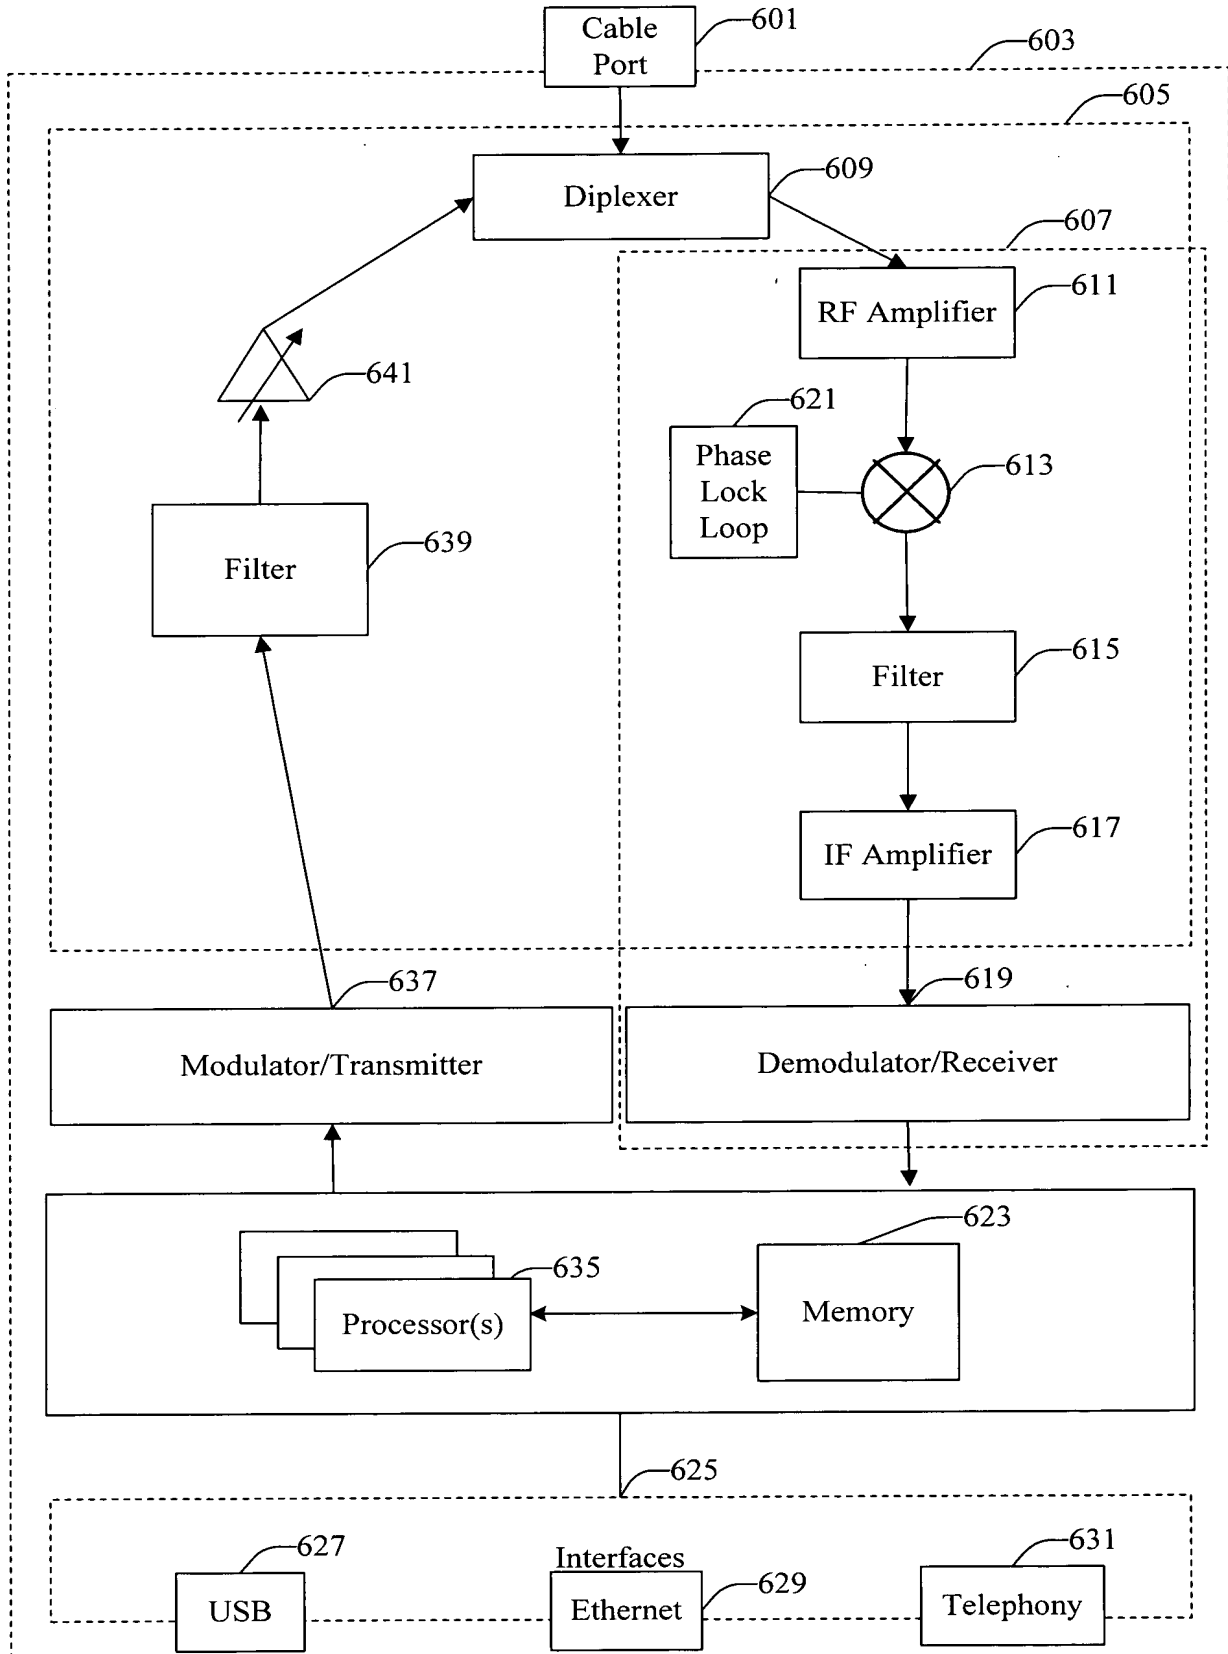 Cable
Port
601
603
605
Diplexer
609
607
RF Amplifier
611
641
621
Phase
Lock
Loop
613
Filter
639
Filter
615
IF Amplifier
617
637
619
Modulator/Transmitter
Demodulator/Receiver
623
635
Processor(s)
Memory
625
627
Interfaces
631
USB
Ethernet
629
Telephony